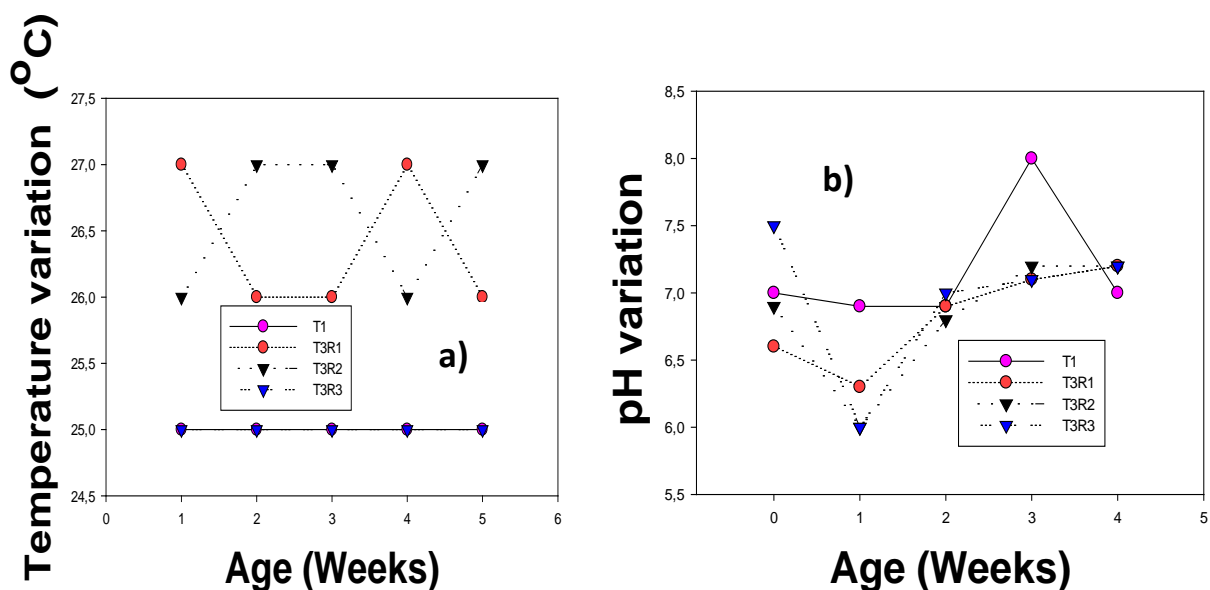 Temperature variation (ºC)
27,5
27,0
26,5
26,0
25,5
25,0
24,5
0 1 2 3 4 5 6
Age (Weeks)
a)
T1
T3R1
T3R2
T3R3
pH variation
8,5
8,0
7,5
7,0
6,5
6,0
5,5
0 1 2 3 4 5
Age (Weeks)
b)
T1
T3R1
T3R2
T3R3